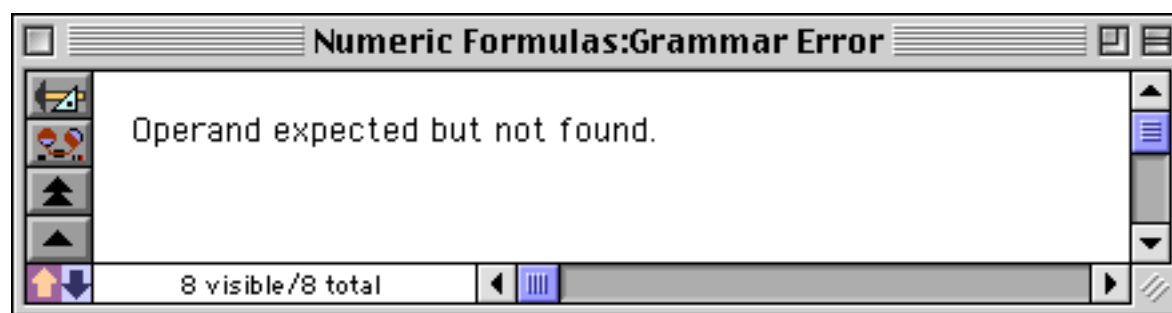 Numeric Formulas:Grammar Error
Operand expected but not found.
8 visible/8 total